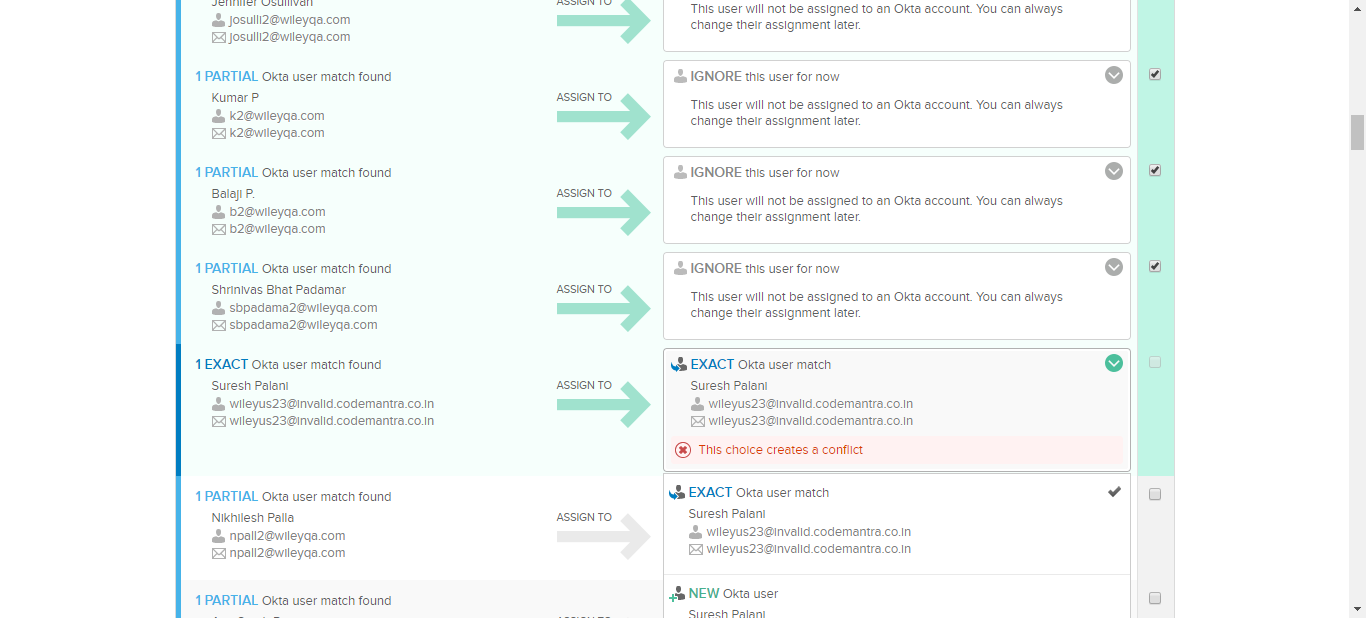 Jennifer Osullivan
josulli2@wileyqa.com
josulli2@wileyqa.com
ASSIGN TO
This user will not be assigned to an Okta account. You can always
change their assignment later.
1 PARTIAL Okta user match found
Kumar P
k2@wileyqa.com
k2@wileyqa.com
ASSIGN TO
IGNORE this user for now
This user will not be assigned to an Okta account. You can always
change their assignment later.
1 PARTIAL Okta user match found
Balaji P.
b2@wileyqa.com
b2@wileyqa.com
ASSIGN TO
IGNORE this user for now
This user will not be assigned to an Okta account. You can always
change their assignment later.
1 PARTIAL Okta user match found
Shrinivas Bhat Padamar
sbpadama2@wileyqa.com
sbpadama2@wileyqa.com
ASSIGN TO
IGNORE this user for now
This user will not be assigned to an Okta account. You can always
change their assignment later.
1 EXACT Okta user match found
Suresh Palani
wileyus23@invalid.codemantra.co.in
wileyus23@invalid.codemantra.co.in
ASSIGN TO
EXACT Okta user match
Suresh Palani
wileyus23@invalid.codemantra.co.in
wileyus23@invalid.codemantra.co.in
This choice creates a conflict
1 PARTIAL Okta user match found
Nikhilesh Palla
npall2@wileyqa.com
npall2@wileyqa.com
ASSIGN TO
EXACT Okta user match
Suresh Palani
wileyus23@invalid.codemantra.co.in
wileyus23@invalid.codemantra.co.in
1 PARTIAL Okta user match found
NEW Okta user
Suresh Palani